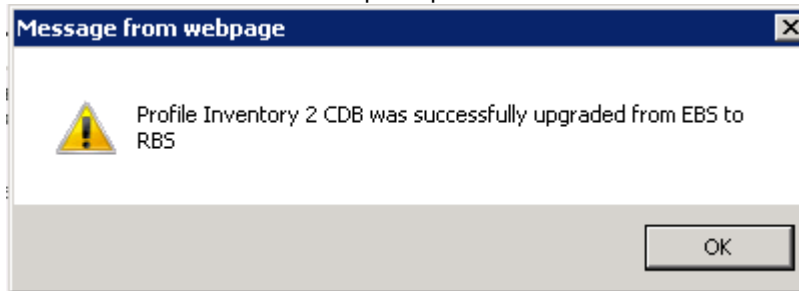 Message from webpage
Profile Inventory 2 CDB was successfully upgraded from EBS to
RBS
OK